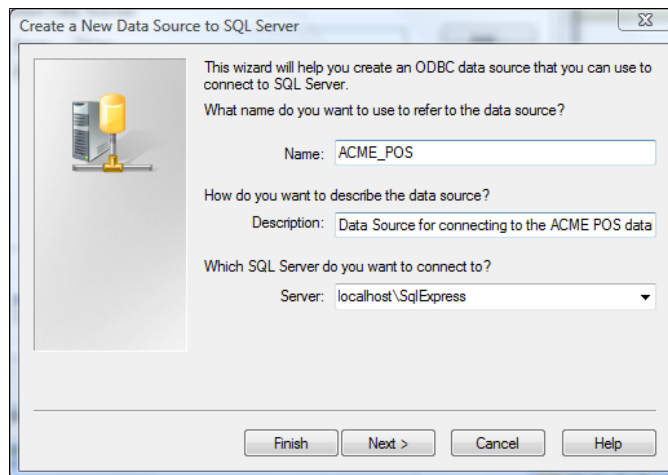 Create a New Data Source to SQL Server
This wizard will help you create an ODBC data source that you can use to
connect to SQL Server.
What name do you want to use to refer to the data source?
Name: ACME_POS
How do you want to describe the data source?
Description: Data Source for connecting to the ACME POS data
Which SQL Server do you want to connect to?
Server: localhost\SqlExpress
Finish Next > Cancel Help